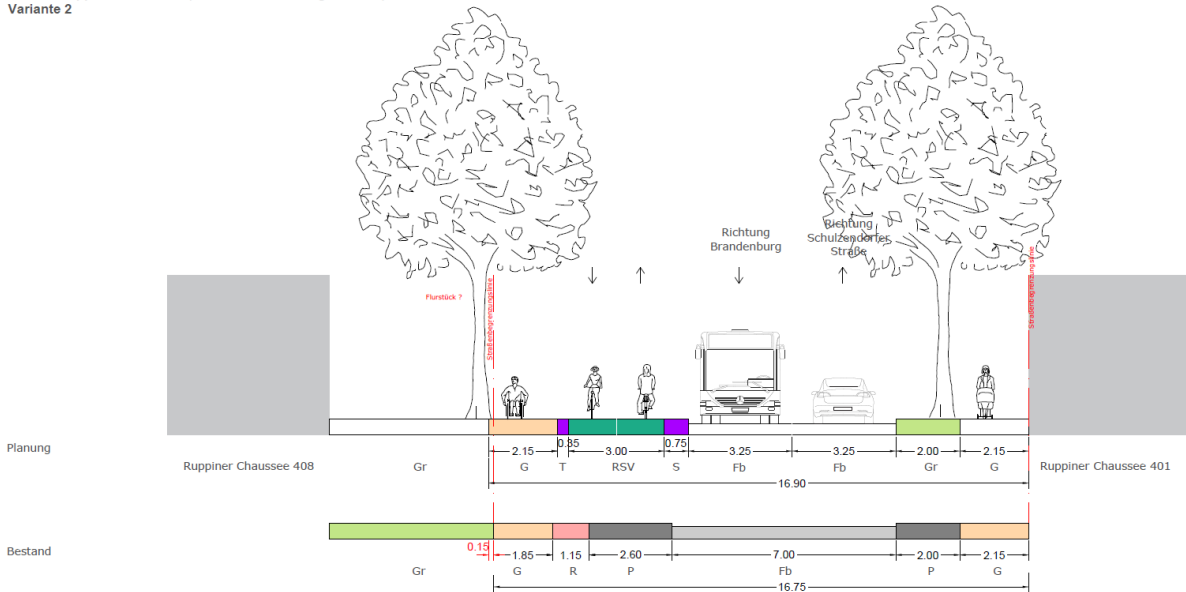 Variante 2
Richtung
Brandenburg
Richtung
Schulzendorfer
Straße
Flurstück ?
Straßenbegrenzungslinie
Straßenbegrenzungslinie
Planung
2.15 0.35 3.00 0.75 3.25 3.25 2.00 2.15
Ruppiner Chaussee 408 Gr G T RSV S Fb Fb Gr G Ruppiner Chaussee 401
16.90
Bestand
0.15 1.85 1.15 2.60 7.00 2.00 2.15
Gr G R P Fb P G
16.75